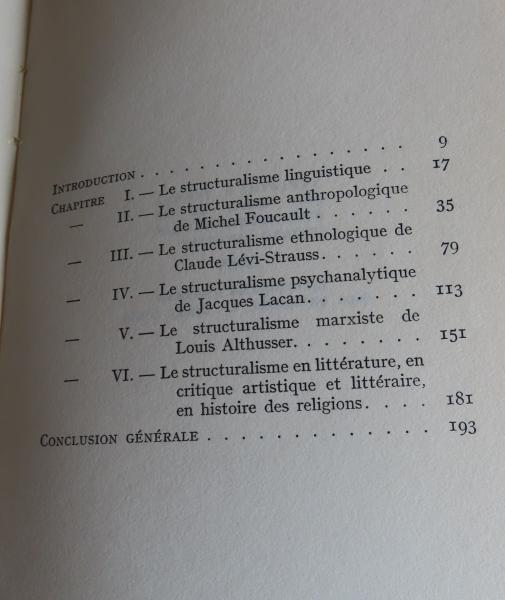 INTRODUCTION . . . . . . . . . . . . . . . . . . 9
CHAPITRE I. — Le structuralisme linguistique . . 17
— II. — Le structuralisme anthropologique
de Michel Foucault . . . . . . 35
— III. — Le structuralisme ethnologique de
Claude Lévi-Strauss. . . . . . 79
— IV. — Le structuralisme psychanalytique
de Jacques Lacan. . . . . . . 113
— V. — Le structuralisme marxiste de
Louis Althusser. . . . . . . . 151
— VI. — Le structuralisme en littérature, en
critique artistique et littéraire,
en histoire des religions. . . . 181
CONCLUSION GÉNÉRALE . . . . . . . . . . . . . 193